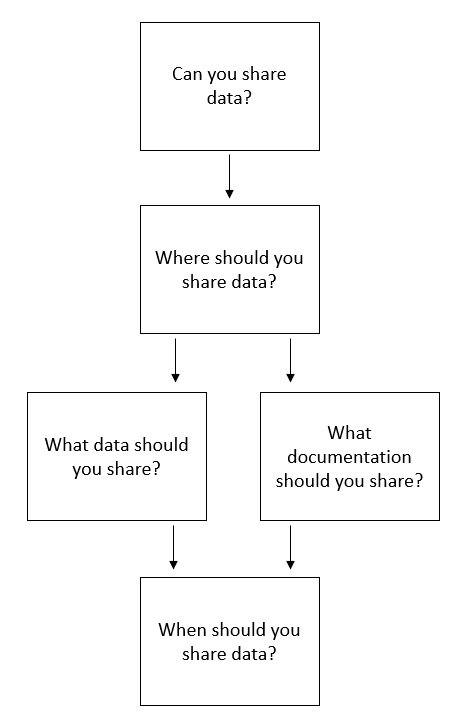 Can you share
data?
Where should you
share data?
What data should
you share?
What
documentation
should you share?
When should you
share data?